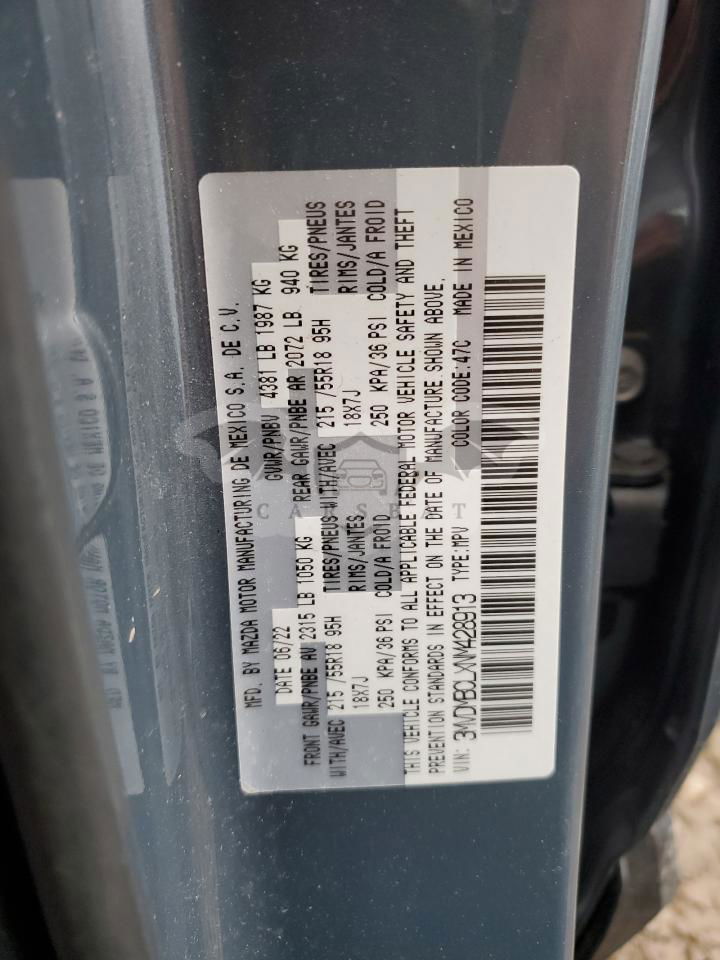 MFD. BY MAZDA MOTOR MANUFACTURING DE MEXICO S.A. DE C.V.
DATE 06/22 GVWR/PNBV 4381 LB 1987 KG
FRONT GAWR/PNBE AV 2315 LB 1050 KG REAR GAWR/PNBE AR 2072 LB 940 KG
WITH/AVEC 215 /55R18 95H TIRES/PNEUS WITH/AVEC 215 /55R18 95H TIRES/PNEUS
18X7J RIMS/JANTES 18X7J RIMS/JANTES
250 KPA/36 PSI COLD/A FROID 250 KPA/36 PSI COLD/A FROID
THIS VEHICLE CONFORMS TO ALL APPLICABLE FEDERAL MOTOR VEHICLE SAFETY AND THEFT
PREVENTION STANDARDS IN EFFECT ON THE DATE OF MANUFACTURE SHOWN ABOVE.
VIN: 3MVDMBCLXNM428913 TYPE:MPV COLOR CODE:47C MADE IN MEXICO